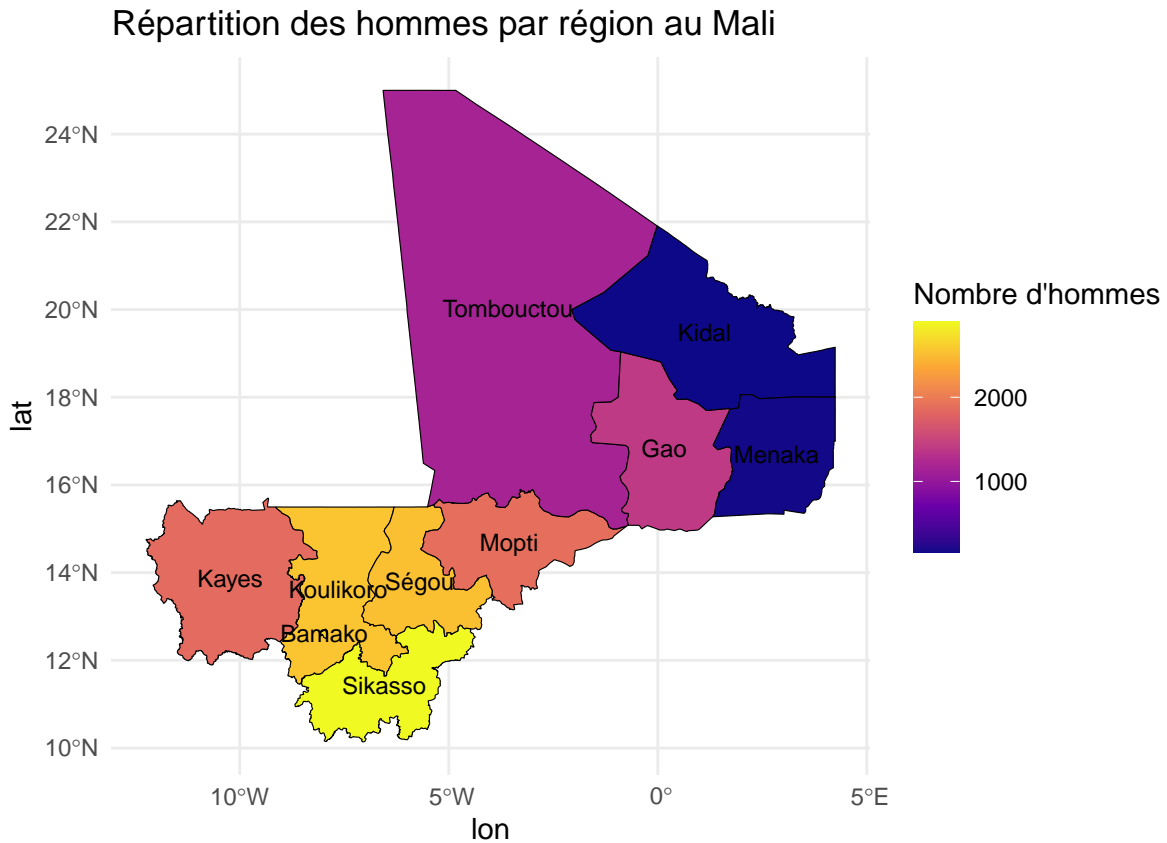 Répartition des hommes par région au Mali
24°N
22°N
20°N
18°N
16°N
14°N
12°N
10°N
lat
Tombouctou
Kidal
Gao
Menaka
Mopti
Kayes
Koulikoro
Ségou
Bamako
Sikasso
10°W
5°W
0°
5°E
lon
Nombre d'hommes
2000
1000